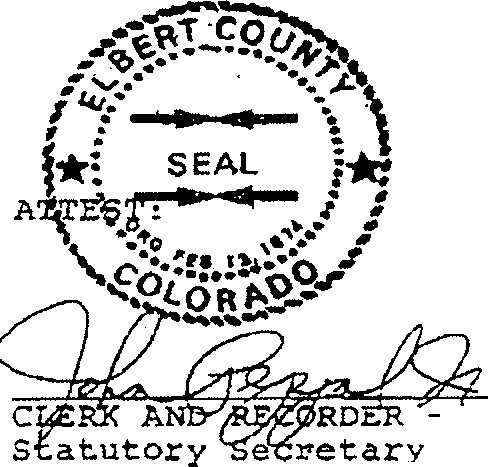 ELBERT COUNTY
SEAL
ATTEST:
ORG FEB. 13, 1874
COLORADO
CLERK AND RECORDER -
Statutory Secretary